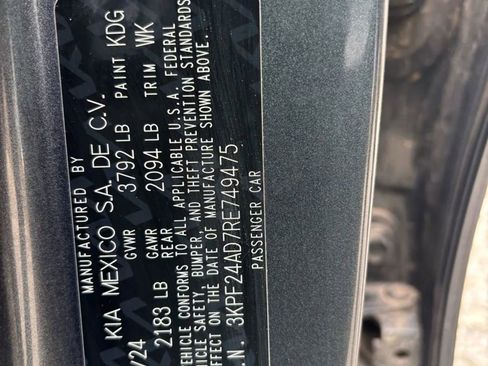 MANUFACTURED BY
KIA MEXICO S.A. DE C.V.
GVWR 3792 LB PAINT KDG
/24 GAWR
2183 LB REAR 2094 LB TRIM WK
VEHICLE CONFORMS TO ALL APPLICABLE U.S.A. FEDERAL
VEHICLE SAFETY, BUMPER, AND THEFT PREVENTION STANDARDS
EFFECT ON THE DATE OF MANUFACTURE SHOWN ABOVE.
I.N. 3KPF24AD7RE749475
PASSENGER CAR